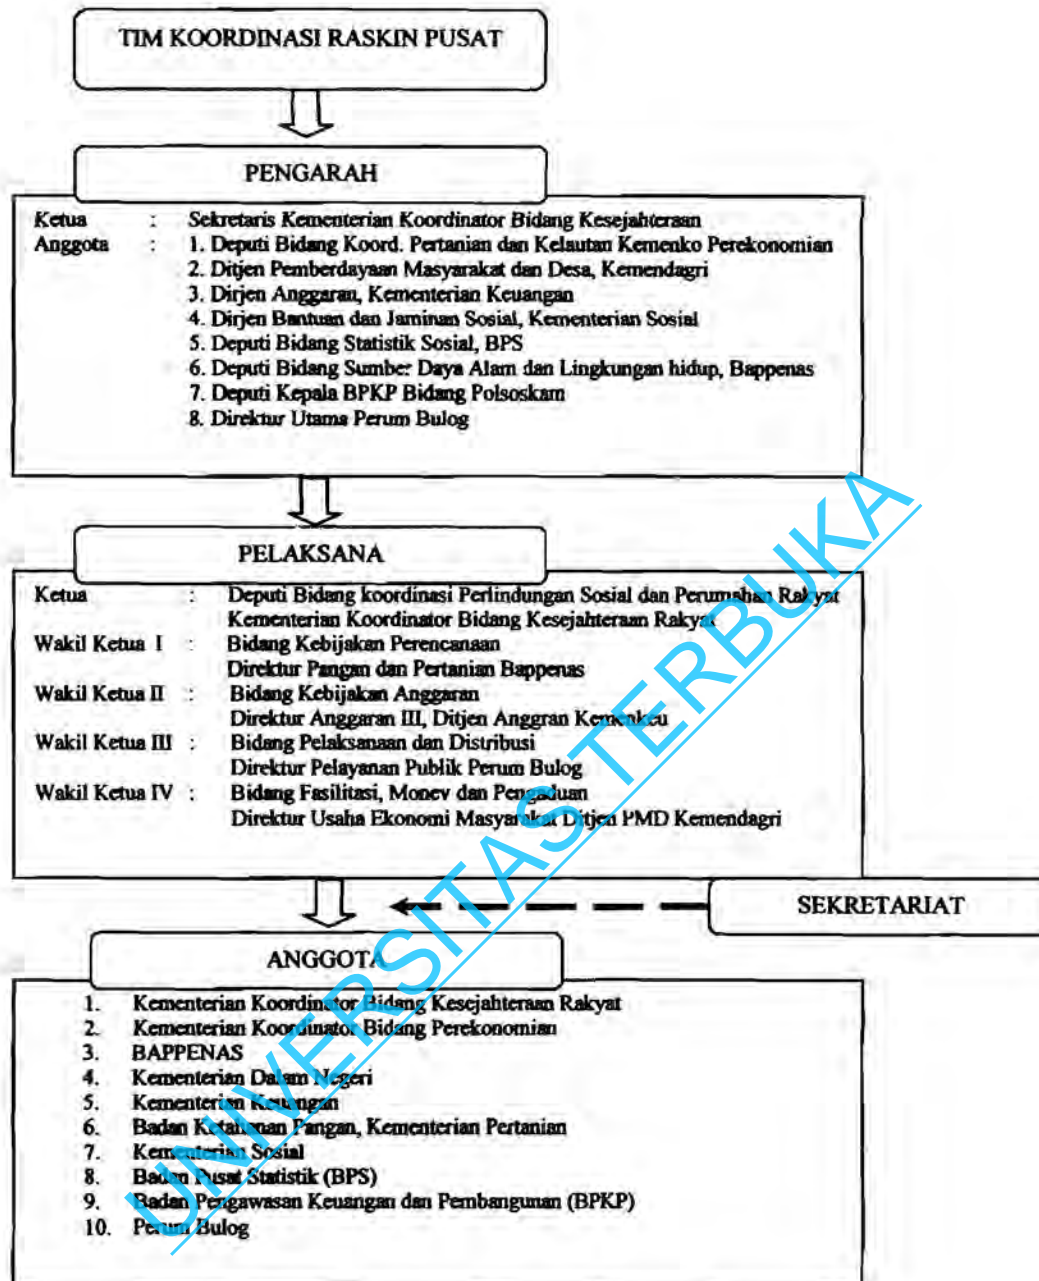 TIM KOORDINASI RASKIN PUSAT
PENGARAH
Ketua : Sekretaris Kementerian Koordinator Bidang Kesejahteraan
Anggota : 1. Deputi Bidang Koord. Pertanian dan Kelautan Kemenko Perekonomian
2. Ditjen Pemberdayaan Masyarakat dan Desa, Kemendagri
3. Dirjen Anggaran, Kementerian Keuangan
4. Dirjen Bantuan dan Jaminan Sosial, Kementerian Sosial
5. Deputi Bidang Statistik Sosial, BPS
6. Deputi Bidang Sumber Daya Alam dan Lingkungan hidup, Bappenas
7. Deputi Kepala BPKP Bidang Polsoskam
8. Direktur Utama Perum Bulog
PELAKSANA
Ketua : Deputi Bidang koordinasi Perlindungan Sosial dan Perumahan Rakyat
Kementerian Koordinator Bidang Kesejahteraan Rakyat
Wakil Ketua I : Bidang Kebijakan Perencanaan
Direktur Pangan dan Pertanian Bappenas
Wakil Ketua II : Bidang Kebijakan Anggaran
Direktur Anggaran III, Ditjen Anggran Kemenkeu
Wakil Ketua III : Bidang Pelaksanaan dan Distribusi
Direktur Pelayanan Publik Perum Bulog
Wakil Ketua IV : Bidang Fasilitasi, Monev dan Pengaduan
Direktur Usaha Ekonomi Masyarakat Ditjen PMD Kemendagri
SEKRETARIAT
ANGGOTA
1. Kementerian Koordinator Bidang Kesejahteraan Rakyat
2. Kementerian Koordinator Bidang Perekonomian
3. BAPPENAS
4. Kementerian Dalam Negeri
5. Kementerian Keuangan
6. Badan Ketahanan Pangan, Kementerian Pertanian
7. Kementerian Sosial
8. Badan Pusat Statistik (BPS)
9. Badan Pengawasan Keuangan dan Pembangunan (BPKP)
10. Perum Bulog
UNIVERSITAS TERBUKA